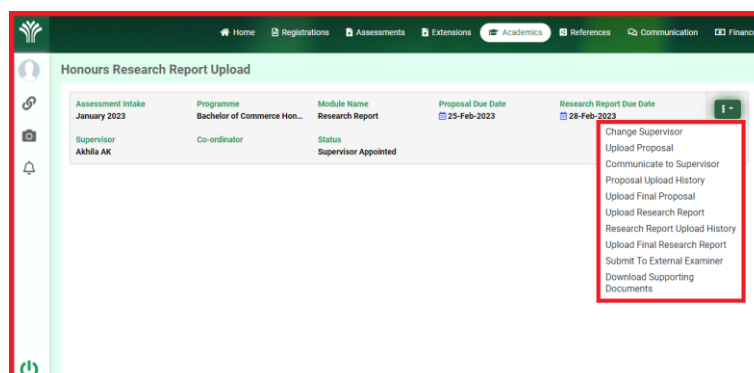 Home Registrations Assessments Extensions Academics References Communication Finance
Honours Research Report Upload
Assessment Intake Programme Module Name Proposal Due Date Research Report Due Date
January 2023 Bachelor of Commerce Hon... Research Report 25-Feb-2023 28-Feb-2023
Supervisor Co-ordinator Status
Akhila AK Supervisor Appointed
Change Supervisor
Upload Proposal
Communicate to Supervisor
Proposal Upload History
Upload Final Proposal
Upload Research Report
Research Report Upload History
Upload Final Research Report
Submit To External Examiner
Download Supporting
Documents